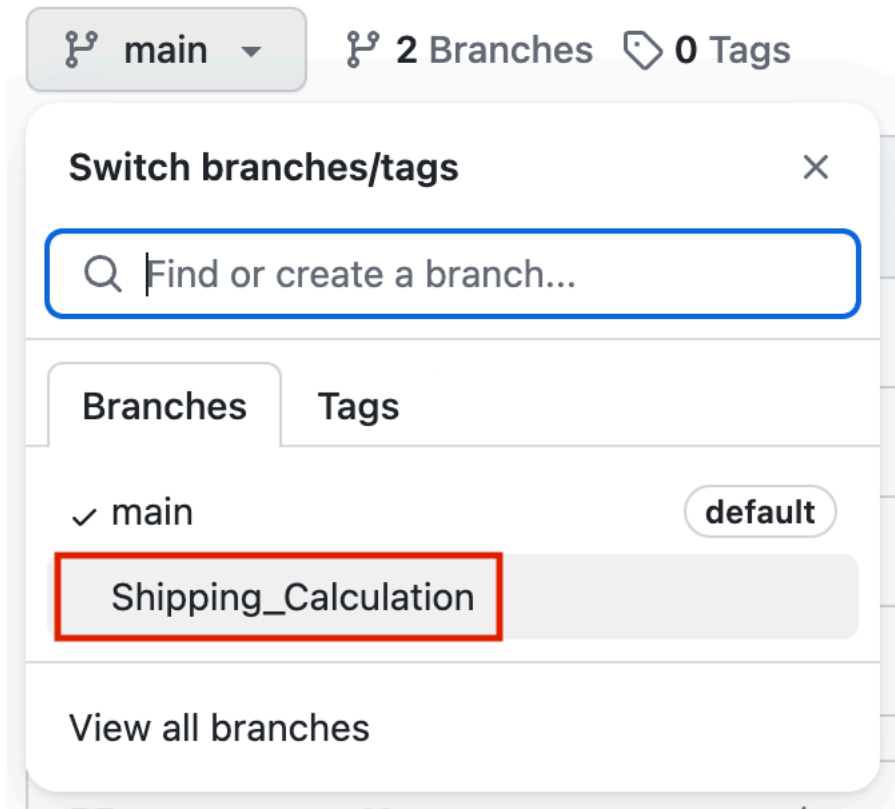 main 2 Branches 0 Tags
Switch branches/tags
Find or create a branch...
Branches Tags
main default
Shipping_Calculation
View all branches